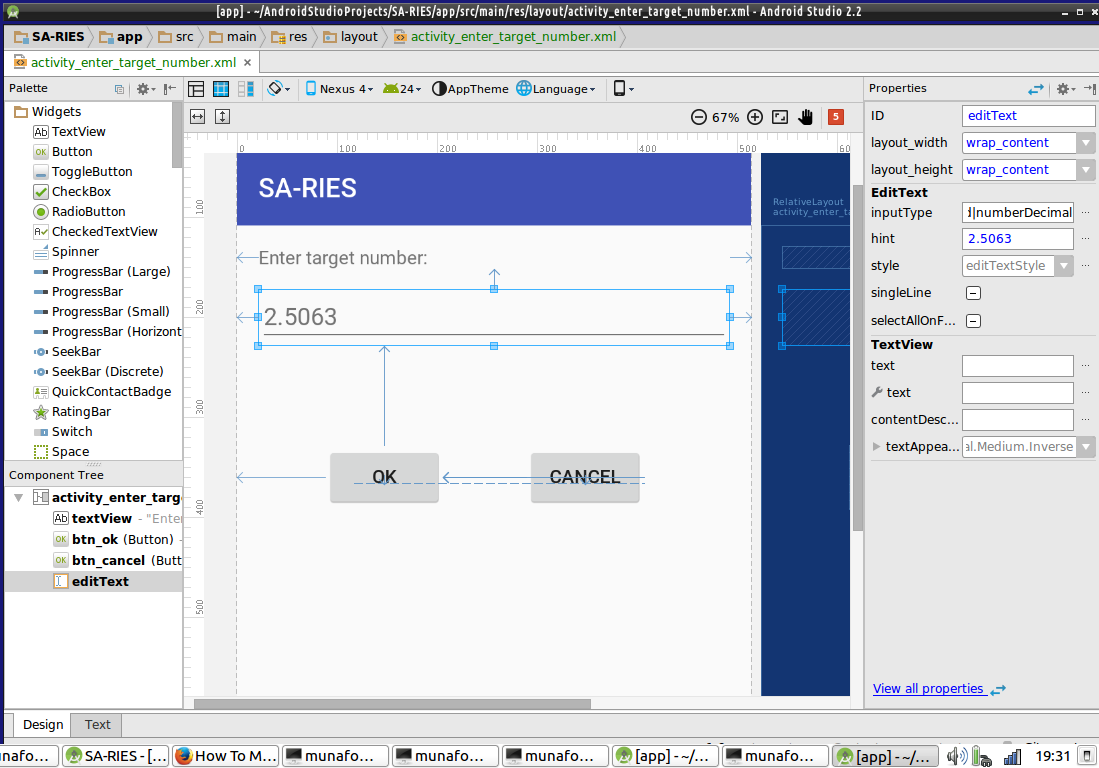 [app] - ~/AndroidStudioProjects/SA-RIES/app/src/main/res/layout/activity_enter_target_number.xml - Android Studio 2.2
SA-RIES app src main res layout activity_enter_target_number.xml
activity_enter_target_number.xml
Palette
Widgets
TextView
Button
ToggleButton
CheckBox
RadioButton
CheckedTextView
Spinner
ProgressBar (Large)
ProgressBar
ProgressBar (Small)
ProgressBar (Horizont
SeekBar
SeekBar (Discrete)
QuickContactBadge
RatingBar
Switch
Space
Component Tree
activity_enter_targ
textView - "Ente
btn_ok (Button) -
btn_cancel (Butt
editText
Nexus 4 24 AppTheme Language
67% 5
0 100 200 300 400 500 600
100
200
300
400
500
SA-RIES
Enter target number:
2.5063
OK CANCEL
RelativeLayout
activity_enter_ta
Properties
ID editText
layout_width wrap_content
layout_height wrap_content
EditText
inputType d|numberDecimal ...
hint 2.5063 ...
style editTextStyle ...
singleLine
selectAllOnF...
TextView
text ...
text ...
contentDesc... ...
textAppea... al.Medium.Inverse ...
View all properties
Design Text
nafo... SA-RIES - [... How To M... munafo... munafo... munafo... [app] - ~/... munafo... [app] - ~/... 19:31